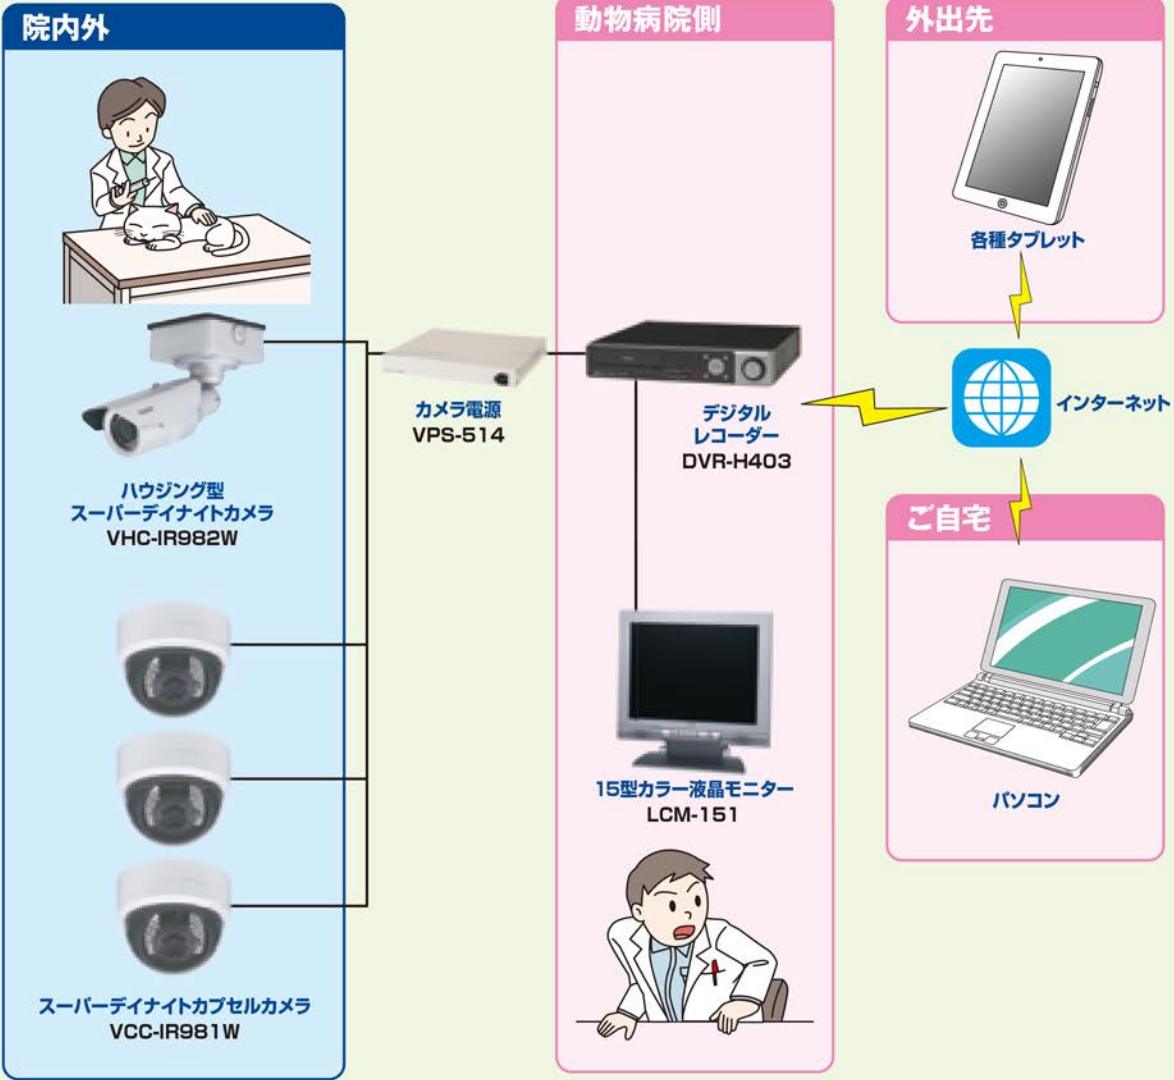 院内外
ハウジング型
スーパーデイナイトカメラ
VHC-IR982W
スーパーデイナイトカプセルカメラ
VCC-IR981W
カメラ電源
VPS-514
動物病院側
デジタル
レコーダー
DVR-H403
15型カラー液晶モニター
LCM-151
外出先
各種タブレット
インターネット
ご自宅
パソコン